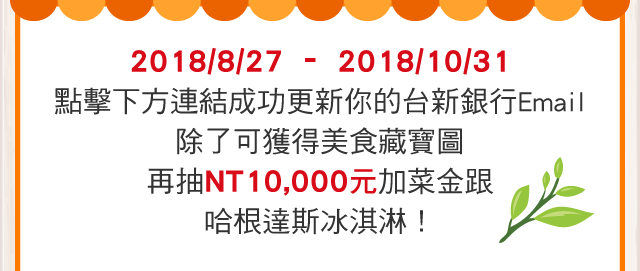 2018/8/27 - 2018/10/31
點擊下方連結成功更新你的台新銀行Email
除了可獲得美食藏寶圖
再抽NT10,000元加菜金跟
哈根達斯冰淇淋！